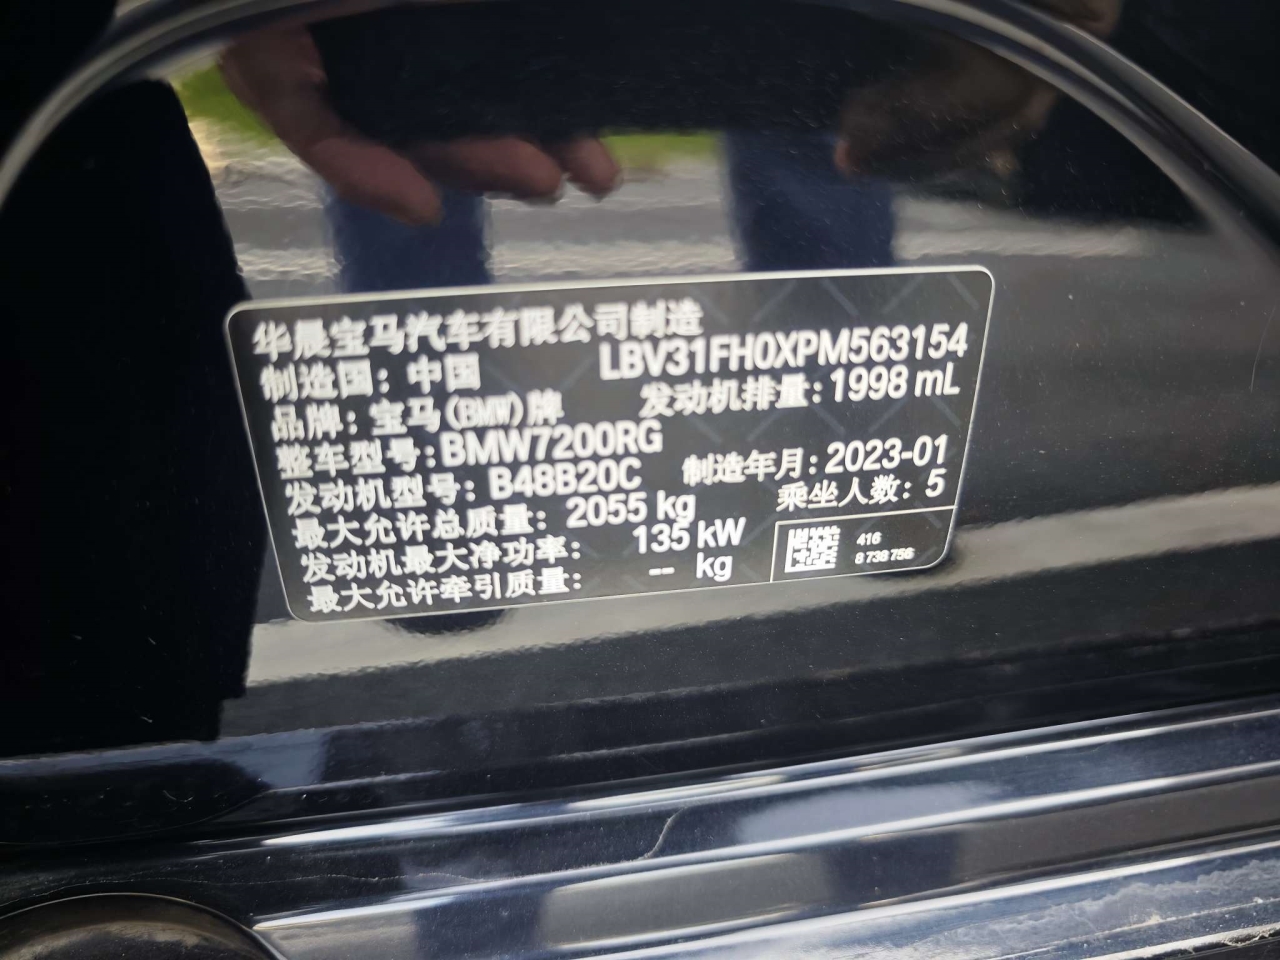 华晨宝马汽车有限公司制造
制造国：中国 LBV31FH0XPM563154
品牌：宝马(BMW)牌 发动机排量：1998 mL
整车型号：BMW7200RG
发动机型号：B48B20C 制造年月：2023-01
最大允许总质量：2055 kg 乘坐人数：5
发动机最大净功率：135 kW
最大允许牵引质量：-- kg
416
8 738 756